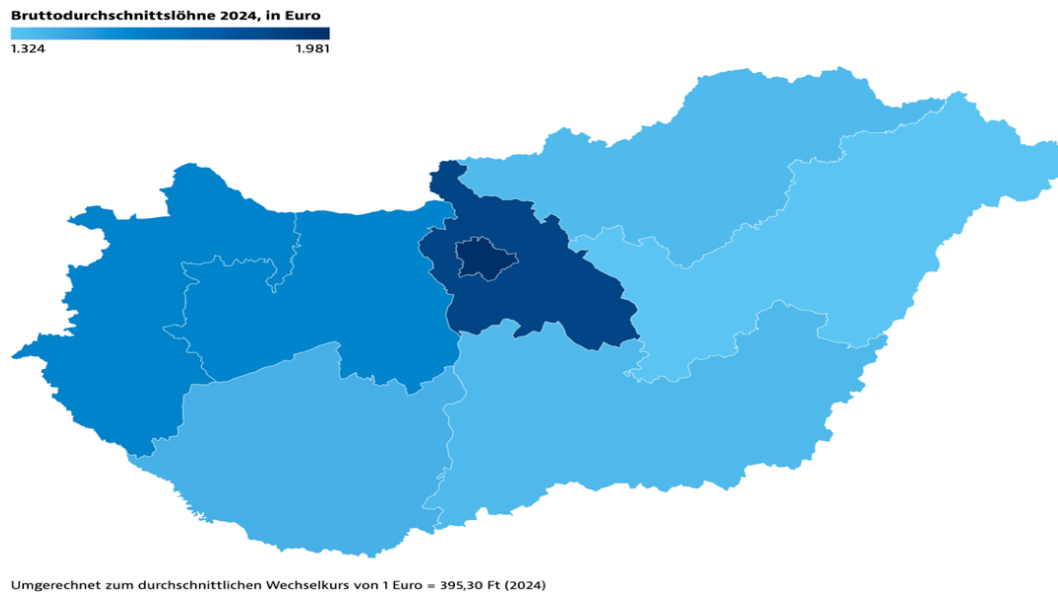 Bruttodurchschnittslöhne 2024, in Euro
1.324 1.981
Umgerechnet zum durchschnittlichen Wechselkurs von 1 Euro = 395,30 Ft (2024)